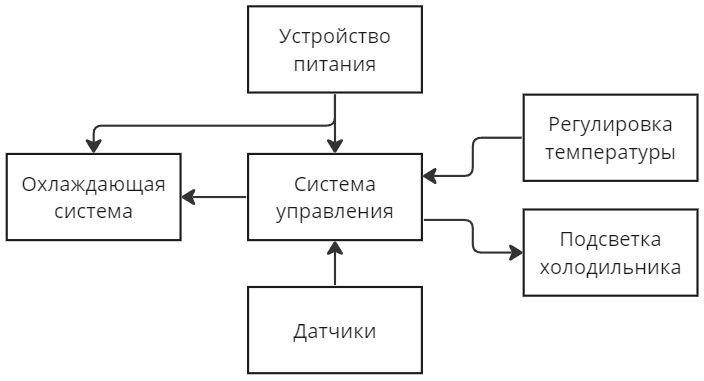 Устройство
питания
Регулировка
температуры
Охлаждающая
система
Система
управления
Подсветка
холодильника
Датчики